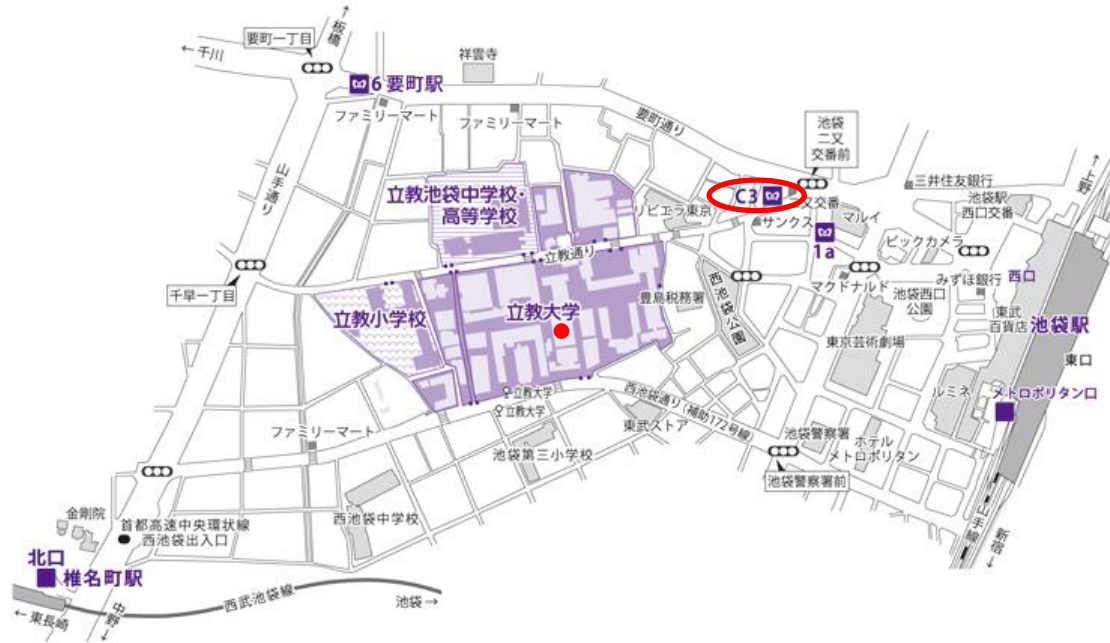 ↑板橋
要町一丁目
←千川
6 要町駅
祥雲寺
ファミリーマート
ファミリーマート
要町通り
池袋
二又
交番前
三井住友銀行
↑上野
山手通り
立教池袋中学校・
高等学校
C3
又交番
リビエラ東京
サンクス
マルイ
1a
池袋駅
西口交番
ビックカメラ
立教通り
千早一丁目
西池袋公園
マクドナルド
みずほ銀行
西口
豊島税務署
池袋西口
公園
東武
百貨店
池袋駅
立教小学校
立教大学
東京芸術劇場
東口
ルミネ
メトロポリタン口
立教大学
立教大学
西池袋通り(補助172号線)
東武ストア
ファミリーマート
池袋警察署
ホテル
メトロポリタン
池袋第三小学校
池袋警察署前
西池袋中学校
金剛院
首都高速中央環状線
西池袋出入口
山手線
新宿→
北口
椎名町駅
西武池袋線
池袋→
←東長崎
中野→